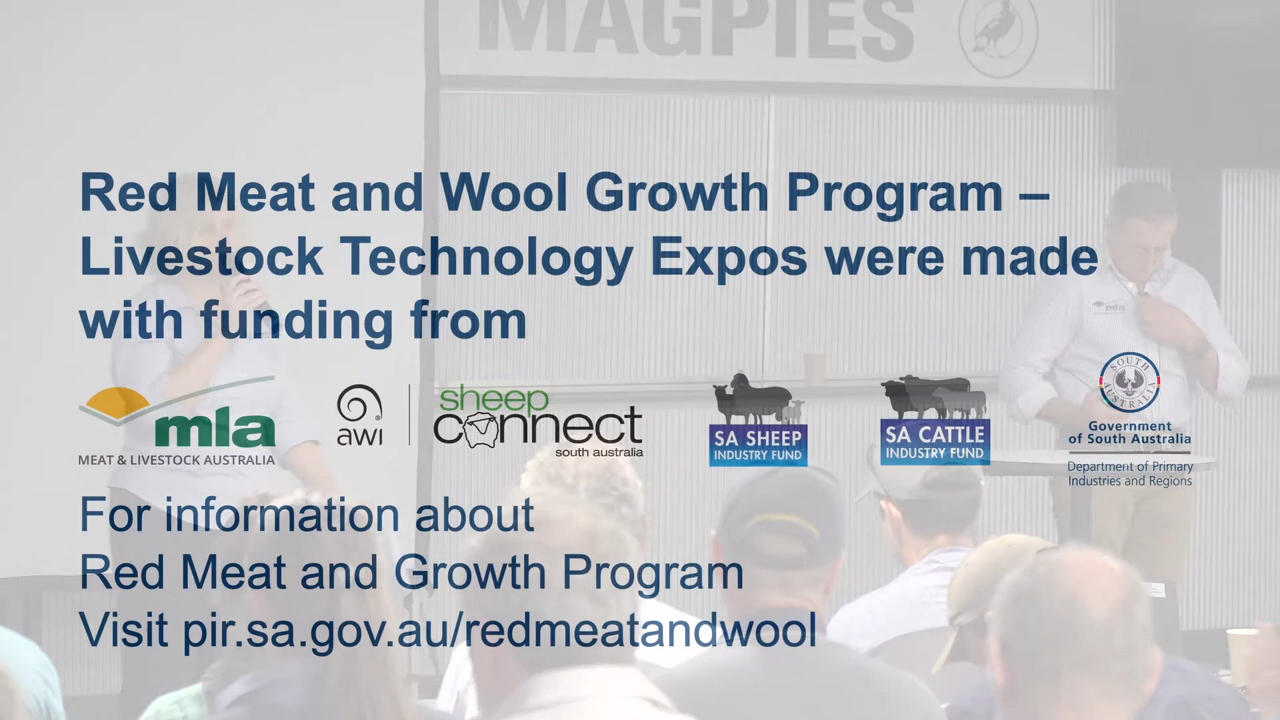 MAGPIES
Red Meat and Wool Growth Program –
Livestock Technology Expos were made
with funding from
mla
MEAT & LIVESTOCK AUSTRALIA
awi
sheep
connect
south australia
SA SHEEP
INDUSTRY FUND
SA CATTLE
INDUSTRY FUND
SOUTH AUSTRALIA
Government
of South Australia
Department of Primary
Industries and Regions
For information about
Red Meat and Growth Program
Visit pir.sa.gov.au/redmeatandwool